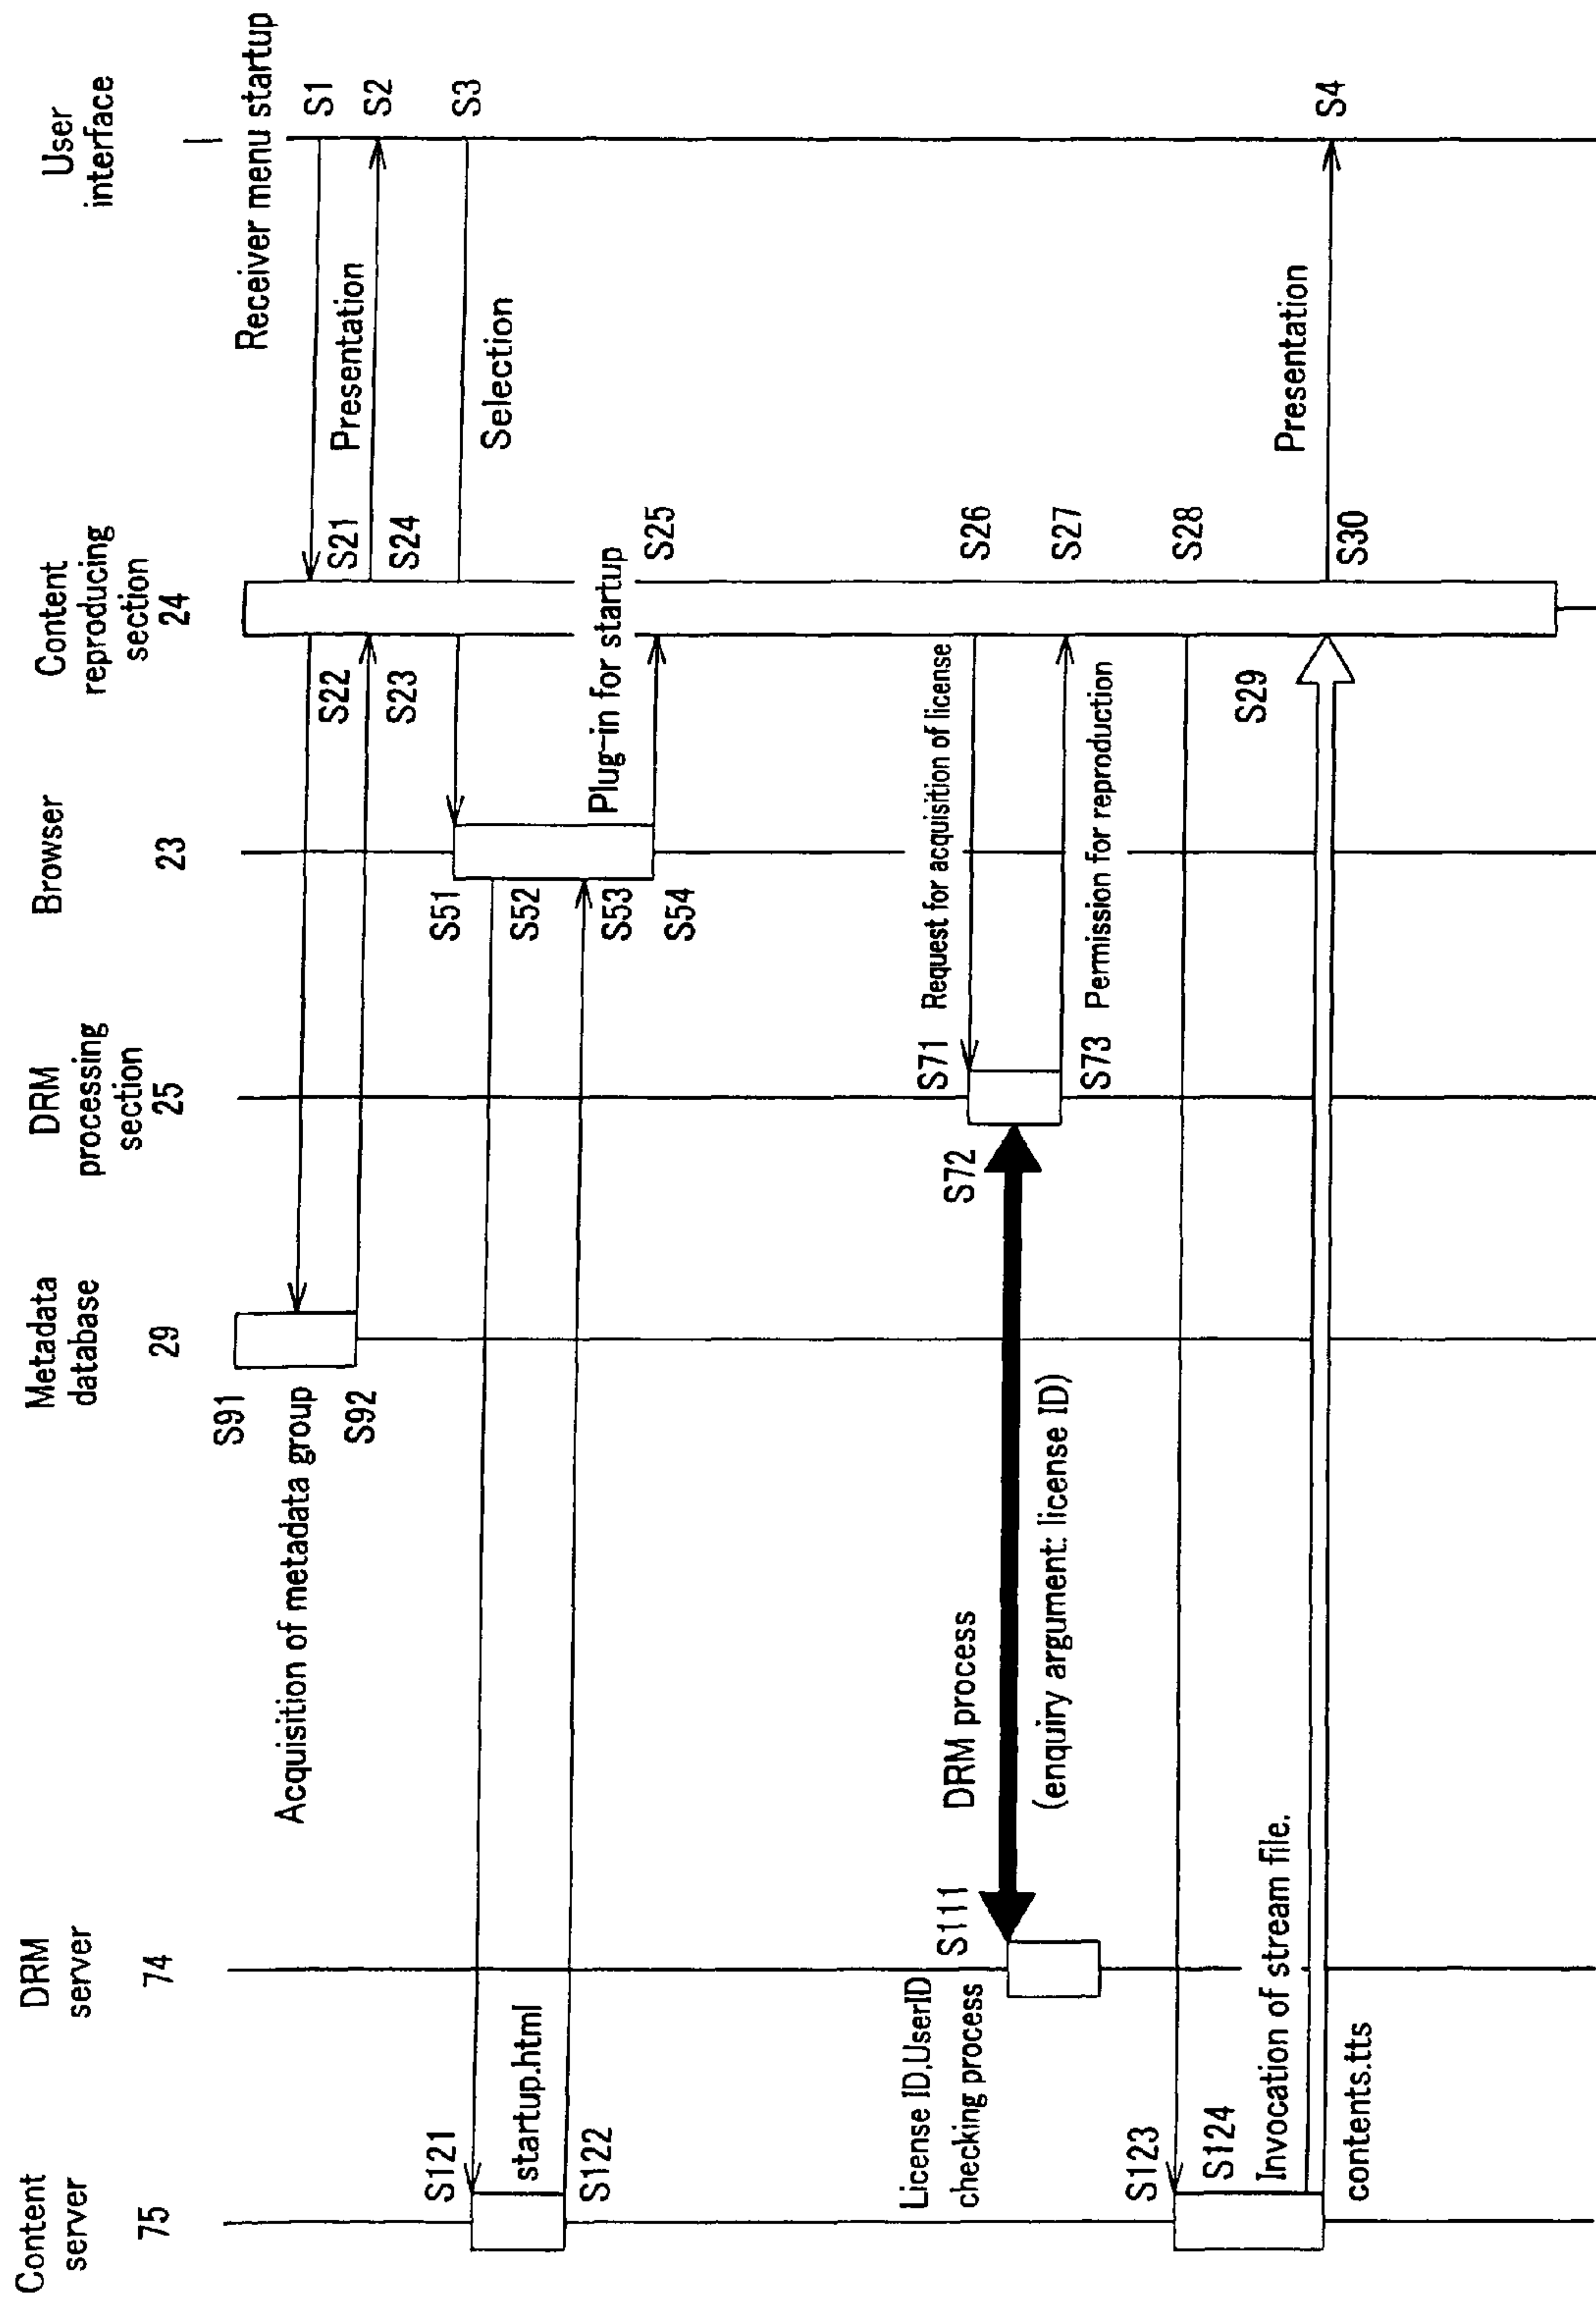 Content
server
75
DRM
server
74
Metadata
database
29
DRM
processing
section
25
Browser
23
Content
reproducing
section
24
User
interface
Receiver menu startup
S1
S21
S22
S91
Acquisition of metadata group
S92
S23
S24
Presentation
S2
S3
Selection
S51
S52
S121
startup.html
S122
S53
S54
Plug-in for startup
S25
S26
Request for acquisition of license
S71
S72
DRM process
(enquiry argument: license ID)
S111
License ID,UserID
checking process
S73
Permission for reproduction
S27
S28
S123
S124
Invocation of stream file.
contents.tts
S29
S30
Presentation
S4